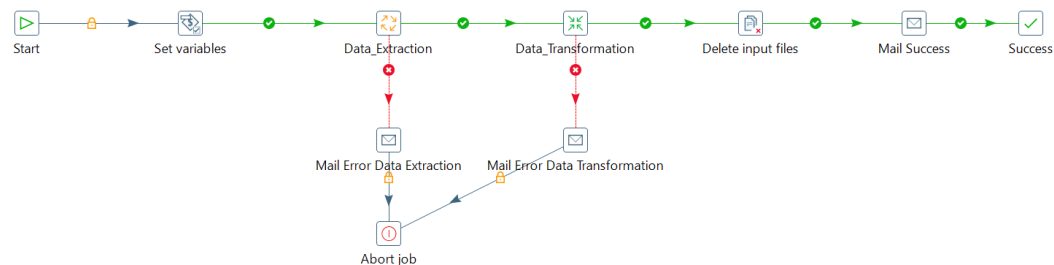 Start
Set variables
Data_Extraction
Data_Transformation
Delete input files
Mail Success
Success
Mail Error Data Extraction
Mail Error Data Transformation
Abort job